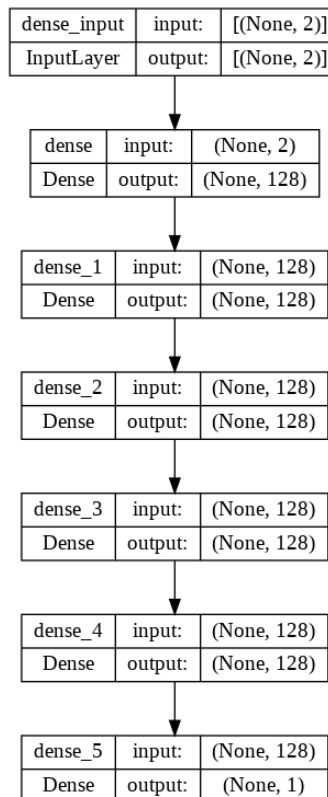 dense_input input: [(None, 2)]
InputLayer output: [(None, 2)]
dense input: (None, 2)
Dense output: (None, 128)
dense_1 input: (None, 128)
Dense output: (None, 128)
dense_2 input: (None, 128)
Dense output: (None, 128)
dense_3 input: (None, 128)
Dense output: (None, 128)
dense_4 input: (None, 128)
Dense output: (None, 128)
dense_5 input: (None, 128)
Dense output: (None, 1)